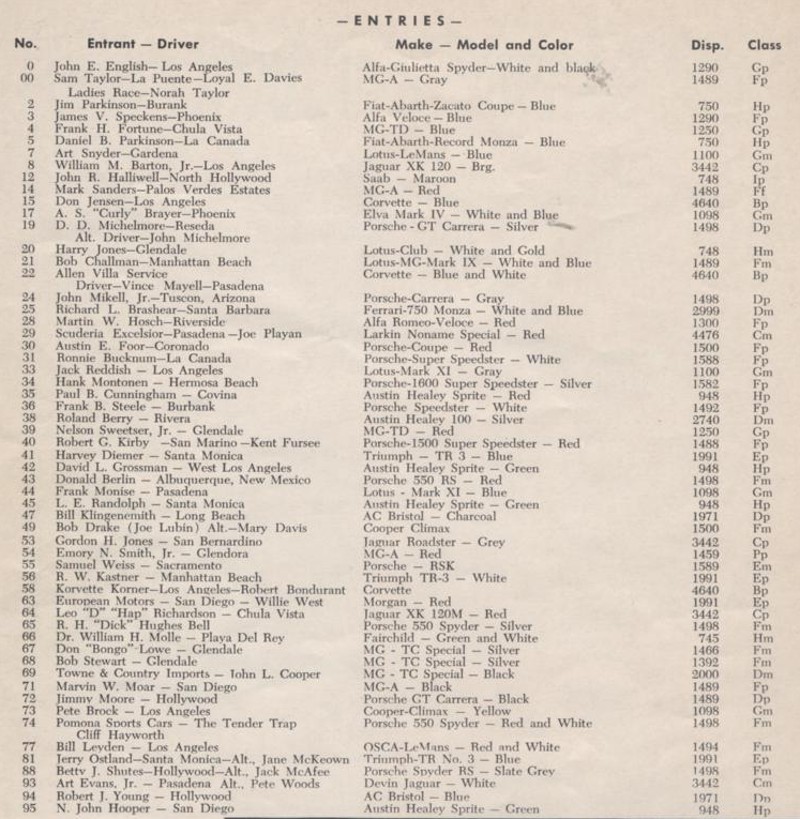 — E N T R I E S —
No. Entrant — Driver Make — Model and Color Disp. Class
0 John E. English—Los Angeles Alfa-Giulietta Spyder—White and black 1290 Gp
00 Sam Taylor—La Puente—Loyal E. Davies MG-A — Gray 1489 Fp
Ladies Race—Norah Taylor
2 Jim Parkinson—Burank Fiat-Abarth-Zacato Coupe — Blue 750 Hp
3 James V. Speckens—Phoenix Alfa Veloce — Blue 1290 Fp
4 Frank H. Fortune—Chula Vista MG-TD — Blue 1250 Gp
5 Daniel B. Parkinson—La Canada Fiat-Abarth-Record Monza — Blue 750 Hp
7 Art Snyder—Gardena Lotus-LeMans — Blue 1100 Gm
8 William M. Barton, Jr.—Los Angeles Jaguar XK 120 — Brg. 3442 Cp
12 John R. Halliwell—North Hollywood Saab — Maroon 748 Ip
14 Mark Sanders—Palos Verdes Estates MG-A — Red 1489 Ff
15 Don Jensen—Los Angeles Corvette — Blue 4640 Bp
17 A. S. "Curly" Brayer—Phoenix Elva Mark IV — White and Blue 1098 Gm
19 D. D. Michelmore—Reseda Porsche - GT Carrera — Silver 1498 Dp
Alt. Driver—John Michelmore
20 Harry Jones—Glendale Lotus-Club — White and Gold 748 Hm
21 Bob Challman—Manhattan Beach Lotus-MG-Mark IX — White and Blue 1489 Fm
22 Allen Villa Service Corvette — Blue and White 4640 Bp
Driver—Vince Mayell—Pasadena
24 John Mikell, Jr.—Tuscon, Arizona Porsche-Carrera — Gray 1498 Dp
25 Richard L. Brashear—Santa Barbara Ferrari-750 Monza — White and Blue 2999 Dm
28 Martin W. Hosch—Riverside Alfa Romeo-Veloce — Red 1300 Fp
29 Scuderia Excelsior—Pasadena—Joe Playan Larkin Noname Special — Red 4476 Cm
30 Austin E. Foor—Coronado Porsche-Coupe — Red 1500 Fp
31 Ronnie Bucknum—La Canada Porsche-Super Speedster — White 1588 Fp
33 Jack Reddish — Los Angeles Lotus-Mark XI — Gray 1100 Gm
34 Hank Montonen — Hermosa Beach Porsche-1600 Super Speedster — Silver 1582 Fp
35 Paul B. Cunningham — Covina Austin Healey Sprite — Red 948 Hp
36 Frank B. Steele — Burbank Porsche Speedster — White 1492 Fp
38 Roland Berry — Rivera Austin Healey 100 — Silver 2740 Dm
39 Nelson Sweetser, Jr. — Glendale MG-TD — Red 1250 Gp
40 Robert G. Kirby —San Marino —Kent Fursee Porsche-1500 Super Speedster — Red 1488 Fp
41 Harvey Diemer — Santa Monica Triumph — TR 3 — Blue 1991 Ep
42 David L. Grossman — West Los Angeles Austin Healey Sprite — Green 948 Hp
43 Donald Berlin — Albuquerque, New Mexico Porsche 550 RS — Red 1498 Fm
44 Frank Monise — Pasadena Lotus - Mark XI — Blue 1098 Gm
45 L. E. Randolph — Santa Monica Austin Healey Sprite — Green 948 Hp
47 Bill Klingenemith — Long Beach AC Bristol — Charcoal 1971 Dp
49 Bob Drake (Joe Lubin) Alt.—Mary Davis Cooper Climax 1500 Fm
53 Gordon H. Jones — San Bernardino Jaguar Roadster — Grey 3442 Cp
54 Emory N. Smith, Jr. — Glendora MG-A — Red 1459 Pp
55 Samuel Weiss — Sacramento Porsche — RSK 1589 Em
56 R. W. Kastner — Manhattan Beach Triumph TR-3 — White 1991 Ep
58 Korvette Korner—Los Angeles—Robert Bondurant Corvette 4640 Bp
63 European Motors — San Diego — Willie West Morgan — Red 1991 Ep
64 Leo "D" "Hap" Richardson — Chula Vista Jaguar XK 120M — Red 3442 Cp
65 R. H. "Dick" Hughes Bell Porsche 550 Spyder — Silver 1498 Fm
66 Dr. William H. Molle — Playa Del Rey Fairchild — Green and White 745 Hm
67 Don "Bongo" Lowe — Glendale MG - TC Special — Silver 1466 Fm
68 Bob Stewart — Glendale MG - TC Special — Silver 1392 Fm
69 Towne & Country Imports — John L. Cooper MG - TC Special — Black 2000 Dm
71 Marvin W. Moar — San Diego MG-A — Black 1489 Fp
72 Jimmy Moore — Hollywood Porsche GT Carrera — Black 1489 Dp
73 Pete Brock — Los Angeles Cooper-Climax — Yellow 1098 Gm
74 Pomona Sports Cars — The Tender Trap Porsche 550 Spyder — Red and White 1498 Fm
Cliff Hayworth
77 Bill Leyden — Los Angeles OSCA-LeMans — Red and White 1494 Fm
81 Jerry Ostland—Santa Monica—Alt., Jane McKeown Triumph-TR No. 3 — Blue 1991 Ep
88 Betty J. Shutes—Hollywood—Alt., Jack McAfee Porsche Spyder RS — Slate Grey 1498 Fm
93 Art Evans, Jr. — Pasadena Alt., Pete Woods Devin Jaguar — White 3442 Cm
94 Robert J. Young — Hollywood AC Bristol — Blue 1971 Dp
95 N. John Hooper — San Diego Austin Healey Sprite — Green 948 Hp